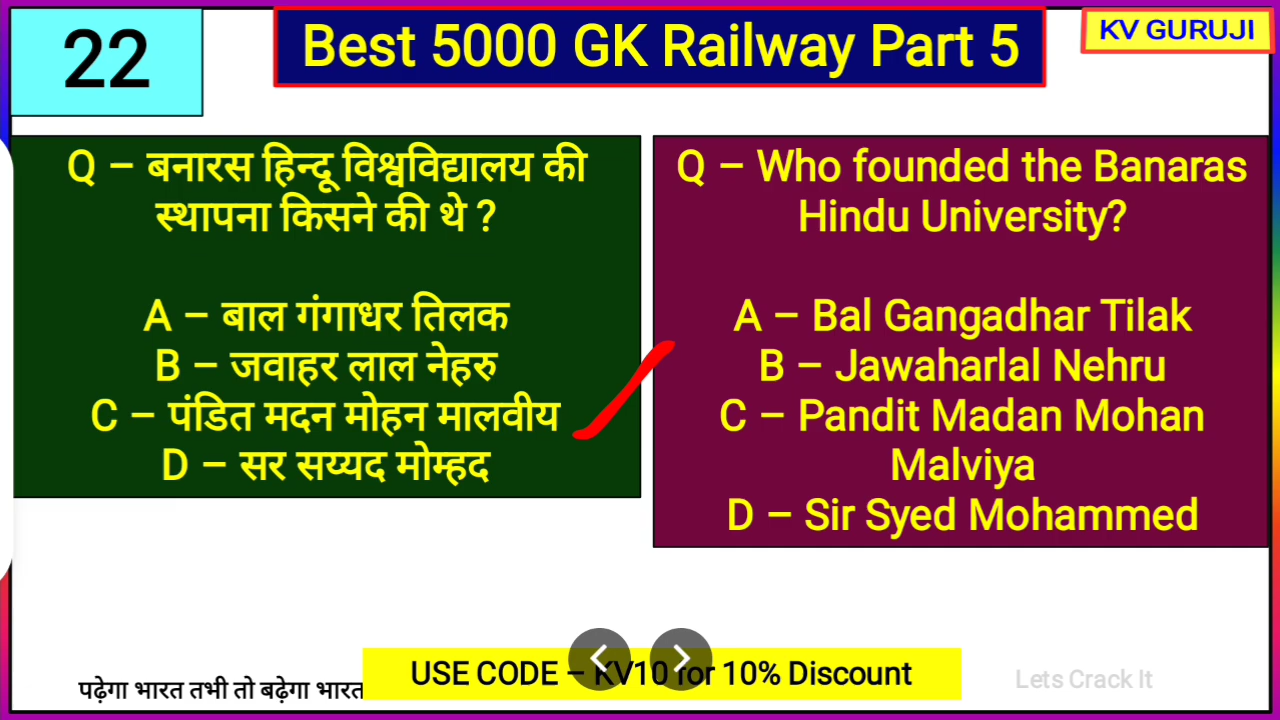 22
Best 5000 GK Railway Part 5
KV GURUJI
Q – बनारस हिन्दू विश्वविद्यालय की
स्थापना किसने की थे ?
A – बाल गंगाधर तिलक
B – जवाहर लाल नेहरु
C – पंडित मदन मोहन मालवीय
D – सर सय्यद मोम्हद
Q – Who founded the Banaras
Hindu University?
A – Bal Gangadhar Tilak
B – Jawaharlal Nehru
C – Pandit Madan Mohan
Malviya
D – Sir Syed Mohammed
पढ़ेगा भारत तभी तो बढ़ेगा भारत
USE CODE – KV10 for 10% Discount
Lets Crack It